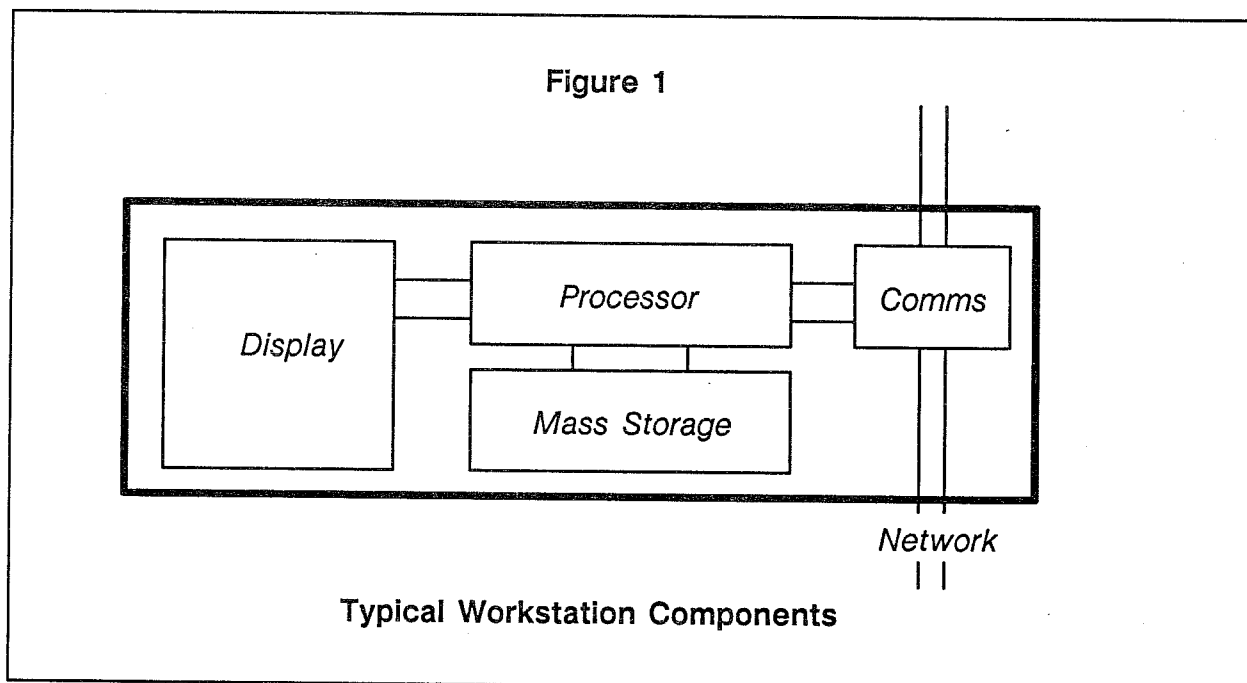 Figure 1
Display
Processor
Comms
Mass Storage
Network
Typical Workstation Components